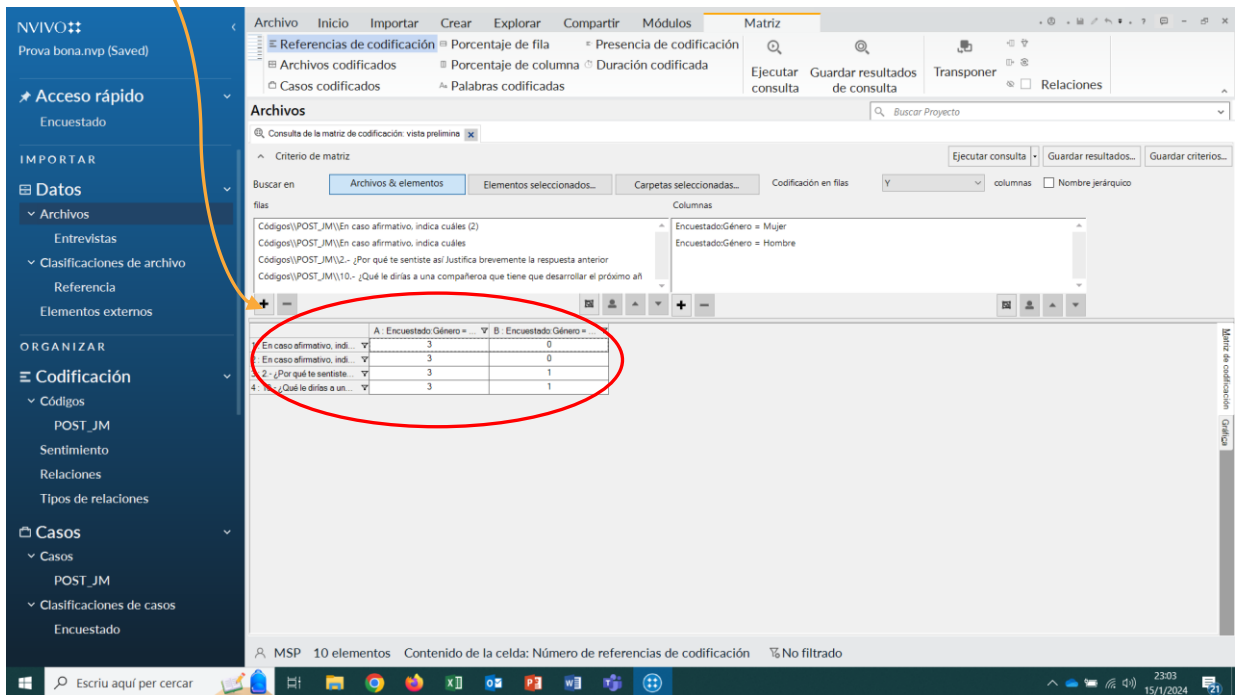 NVIVO
Prova bona.nvp (Saved)
Acceso rápido
Encuestado
IMPORTAR
Datos
Archivos
Entrevistas
Clasificaciones de archivo
Referencia
Elementos externos
ORGANIZAR
Codificación
Códigos
POST_JM
Sentimiento
Relaciones
Tipos de relaciones
Casos
Casos
POST_JM
Clasificaciones de casos
Encuestado
Archivo Inicio Importar Crear Explorar Compartir Módulos Matriz
Referencias de codificación Porcentaje de fila Presencia de codificación
Archivos codificados Porcentaje de columna Duración codificada
Casos codificados Palabras codificadas
Ejecutar consulta
Guardar resultados de consulta
Transponer
Relaciones
Archivos
Buscar Proyecto
Consulta de la matriz de codificación: vista prelimina
Criterio de matriz
Ejecutar consulta Guardar resultados... Guardar criterios...
Buscar en Archivos & elementos Elementos seleccionados... Carpetas seleccionadas... Codificación en filas Y columnas Nombre jerárquico
filas Columnas
Códigos\\POST_JM\\En caso afirmativo, indica cuáles (2)
Códigos\\POST_JM\\En caso afirmativo, indica cuáles
Códigos\\POST_JM\\2.- ¿Por qué te sentiste así Justifica brevemente la respuesta anterior
Códigos\\POST_JM\\10.- ¿Qué le dirías a una compañeroa que tiene que desarrollar el próximo añ
Encuestado:Género = Mujer
Encuestado:Género = Hombre
A : Encuestado:Género = ... B : Encuestado:Género = ...
1 : En caso afirmativo, indi... 3 0
2 : En caso afirmativo, indi... 3 0
3 : 2.- ¿Por qué te sentiste... 3 1
4 : 10.- ¿Qué le dirías a un... 3 1
Matriz de codificación
Gráfica
MSP 10 elementos Contenido de la celda: Número de referencias de codificación No filtrado
Escriu aquí per cercar
23:03
15/1/2024
21